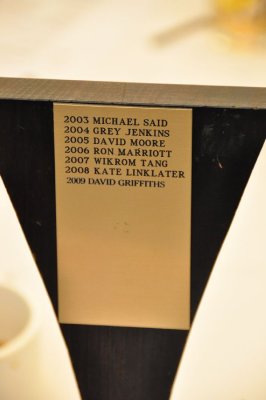 2003 MICHAEL SAID
2004 GREY JENKINS
2005 DAVID MOORE
2006 RON MARRIOTT
2007 WIKROM TANG
2008 KATE LINKLATER
2009 DAVID GRIFFITHS